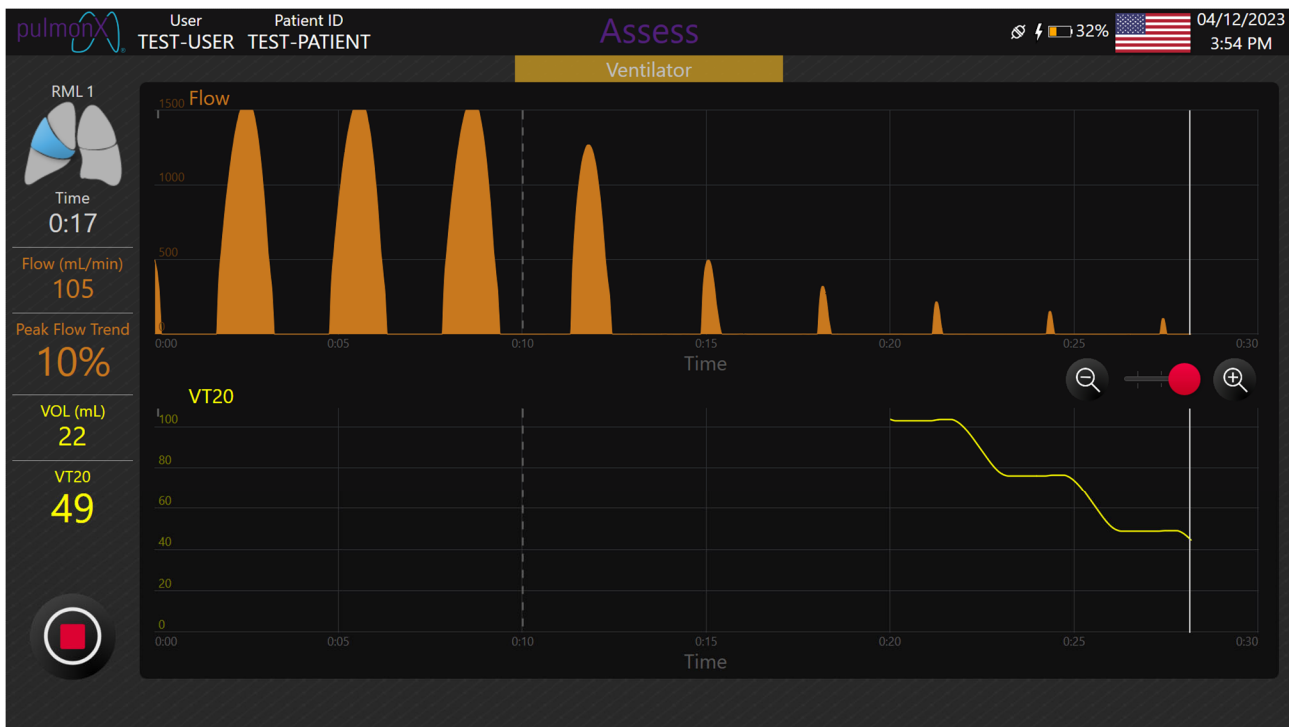 pulmonx®
User
TEST-USER
Patient ID
TEST-PATIENT
Assess
32%
04/12/2023
3:54 PM
Ventilator
RML 1
Time
0:17
Flow (mL/min)
105
Peak Flow Trend
10%
VOL (mL)
22
VT20
49
Flow
1500
1000
500
0
0:00 0:05 0:10 0:15 0:20 0:25 0:30
Time
VT20
100
80
60
40
20
0
0:00 0:05 0:10 0:15 0:20 0:25 0:30
Time